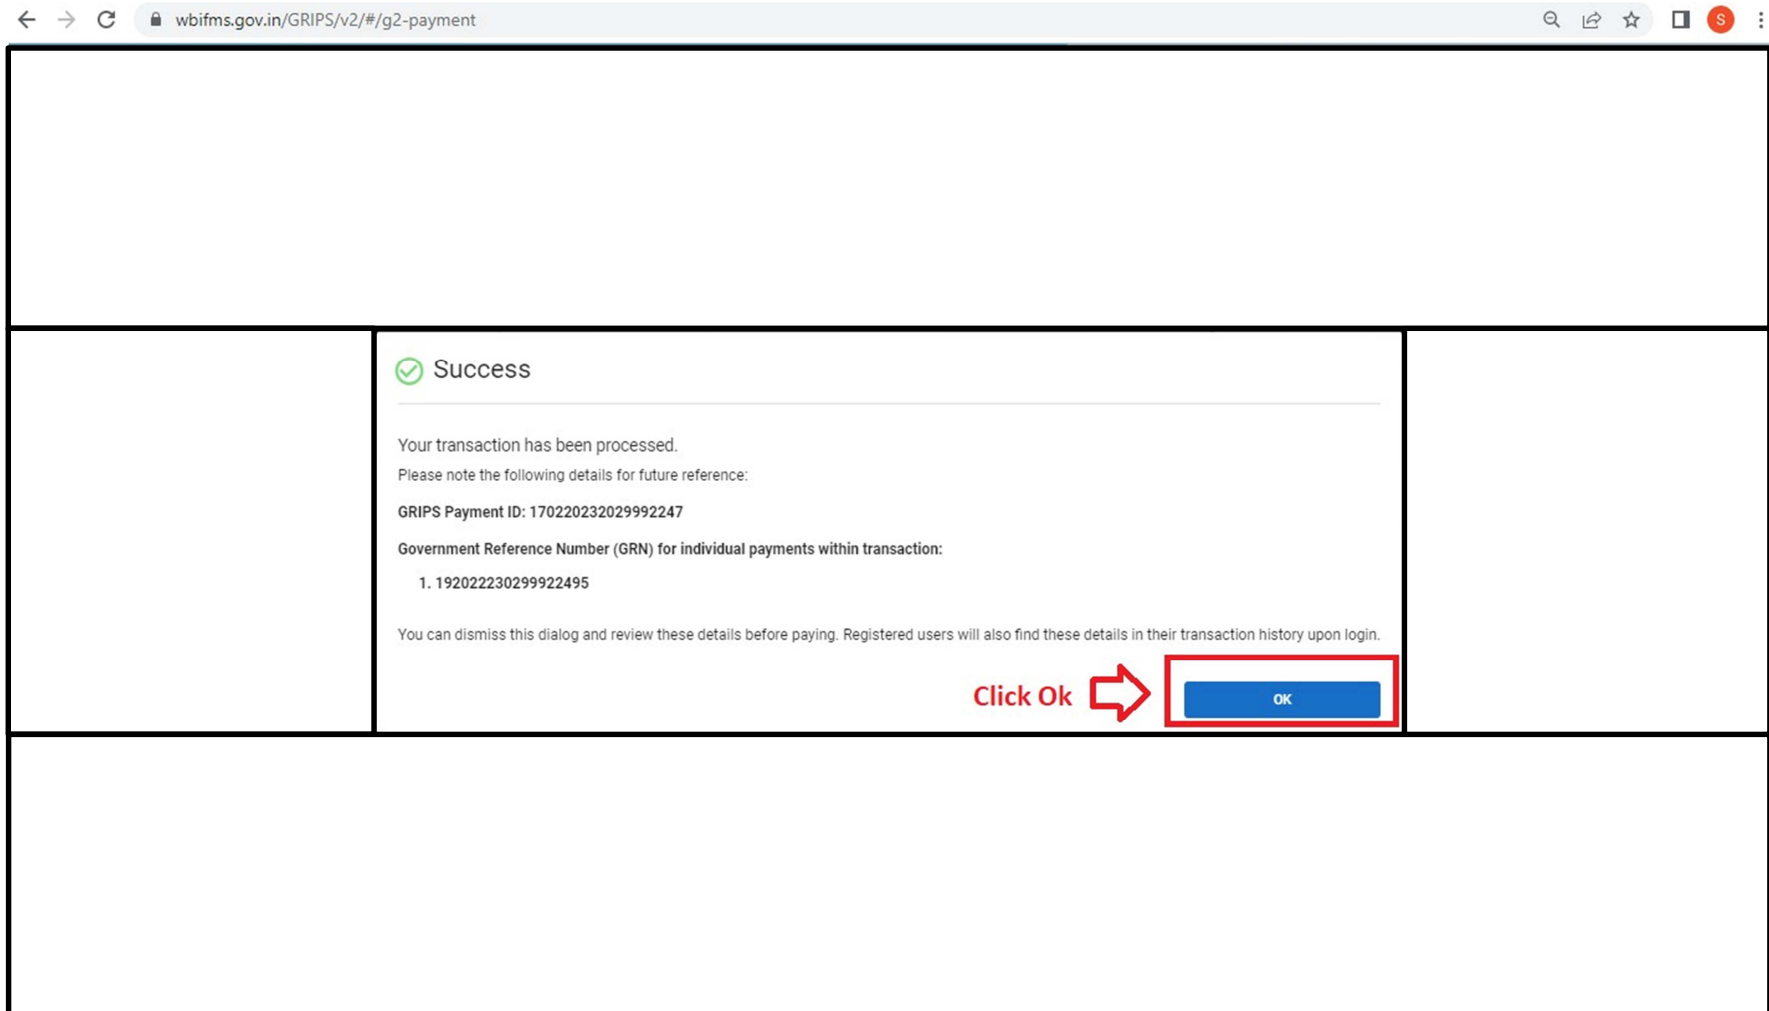 wbifms.gov.in/GRIPS/v2/#/g2-payment
S
Success
Your transaction has been processed.
Please note the following details for future reference:
GRIPS Payment ID: 170220232029992247
Government Reference Number (GRN) for individual payments within transaction:
1. 192022230299922495
You can dismiss this dialog and review these details before paying. Registered users will also find these details in their transaction history upon login.
Click Ok
OK